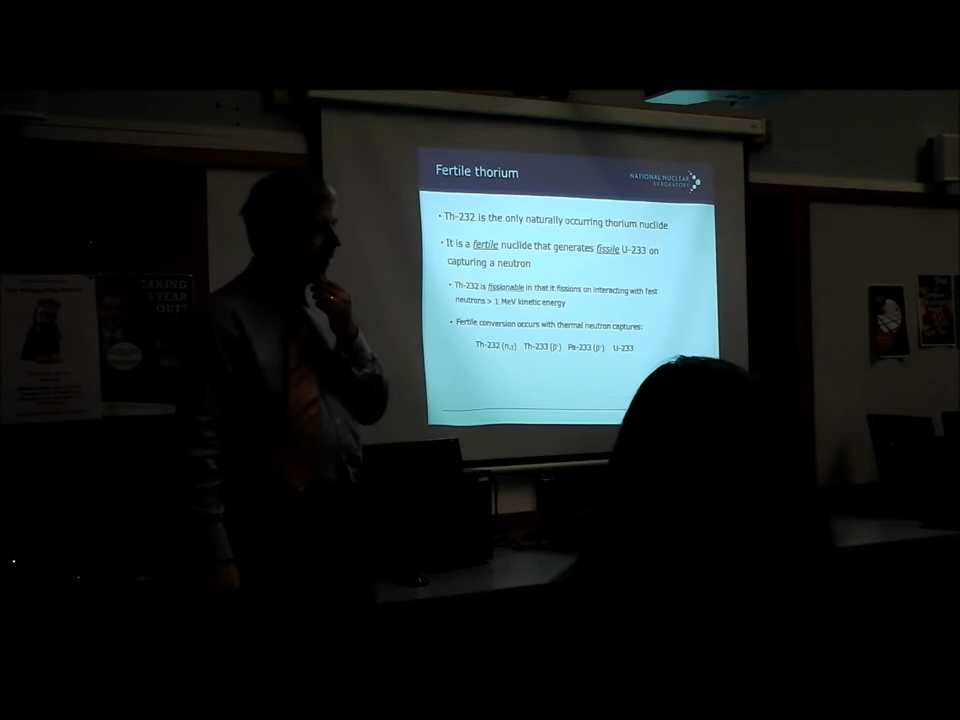 Fertile thorium
NATIONAL NUCLEAR
LABORATORY
• Th-232 is the only naturally occurring thorium nuclide
• It is a fertile nuclide that generates fissile U-233 on
capturing a neutron
• Th-232 is fissionable in that it fissions on interacting with fast
neutrons > 1 MeV kinetic energy
• Fertile conversion occurs with thermal neutron captures:
Th-232 (n,γ) Th-233 (β⁻) Pa-233 (β⁻) U-233
TAKING
A YEAR
OUT?